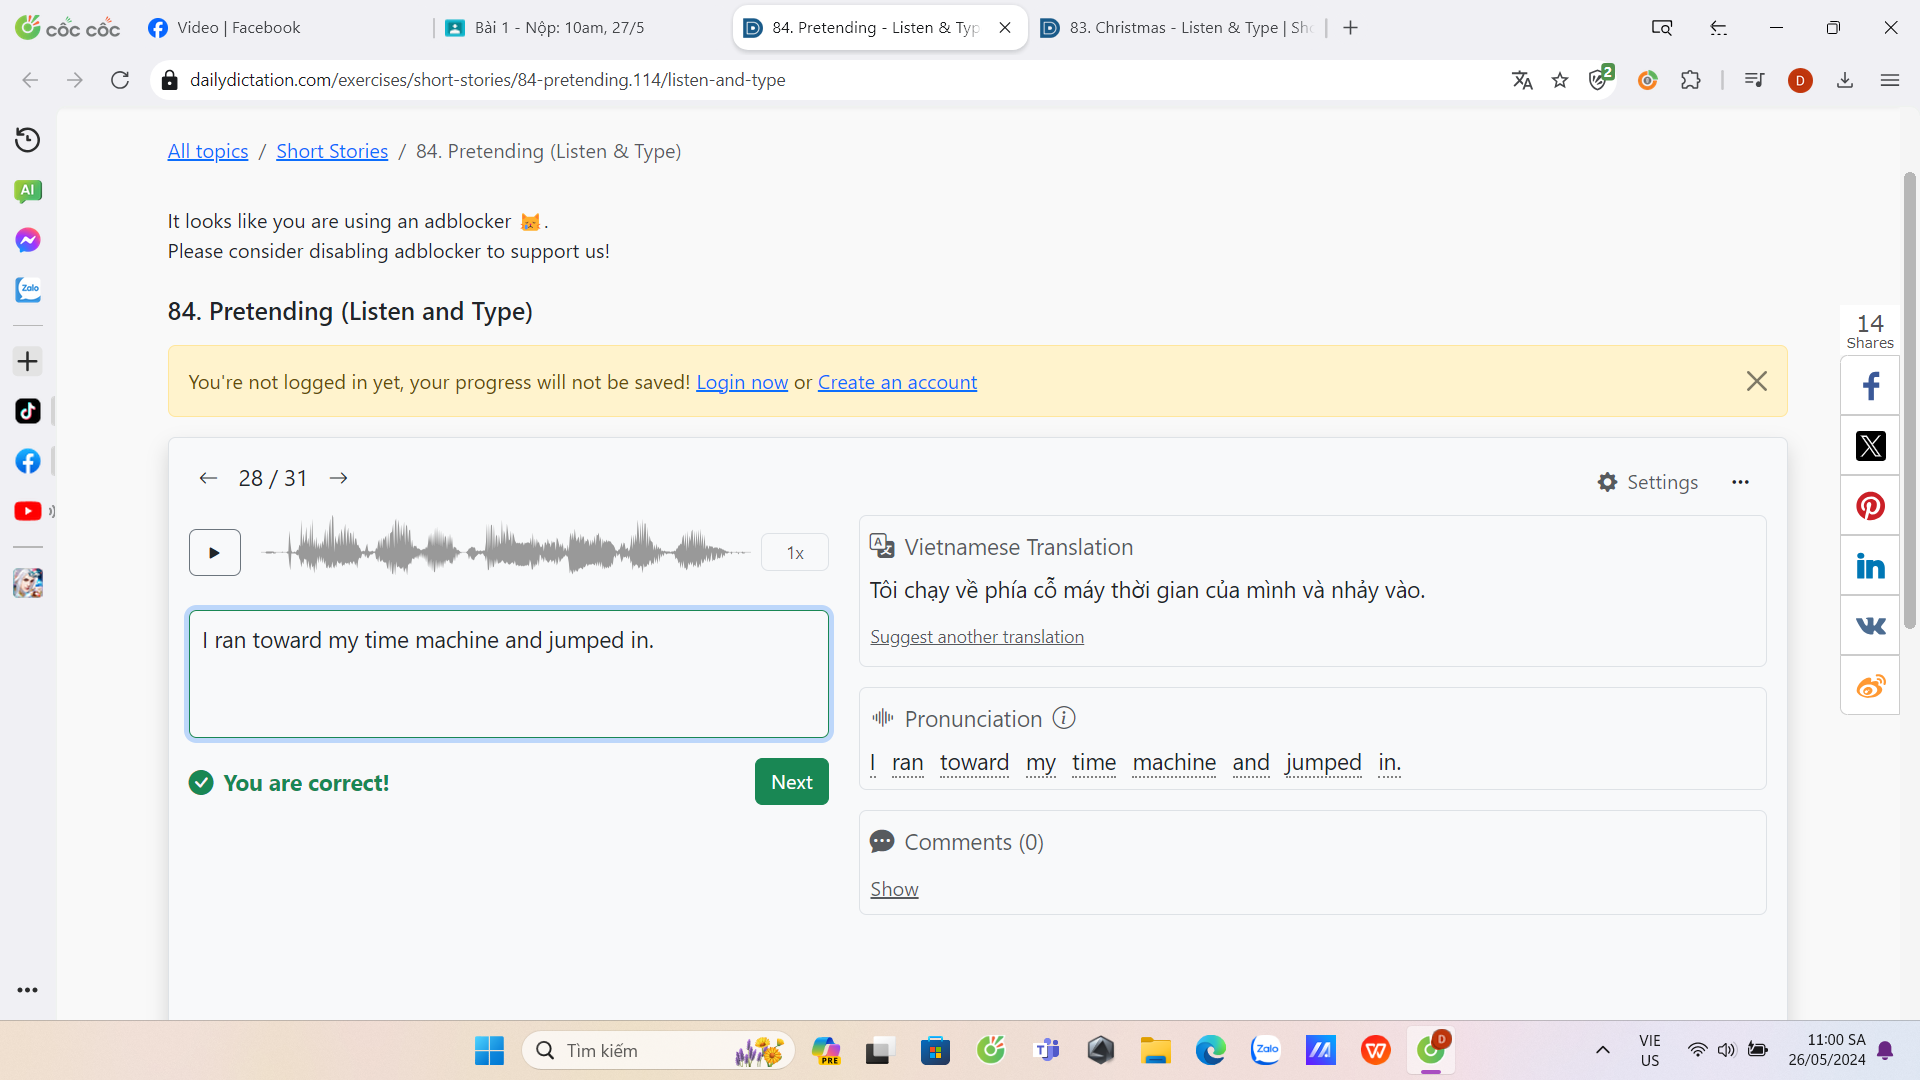 cốc cốc
Video | Facebook
Bài 1 - Nộp: 10am, 27/5
84. Pretending - Listen & Typ
83. Christmas - Listen & Type | Sho
dailydictation.com/exercises/short-stories/84-pretending.114/listen-and-type
2
D
AI
Zalo
All topics / Short Stories / 84. Pretending (Listen & Type)
It looks like you are using an adblocker 😿.
Please consider disabling adblocker to support us!
84. Pretending (Listen and Type)
You're not logged in yet, your progress will not be saved! Login now or Create an account
14
Shares
28 / 31
Settings
1x
Vietnamese Translation
Tôi chạy về phía cỗ máy thời gian của mình và nhảy vào.
Suggest another translation
I ran toward my time machine and jumped in.
Pronunciation
I ran toward my time machine and jumped in.
You are correct!
Next
Comments (0)
Show
Tìm kiếm
PRE
Zalo
D
VIE
US
11:00 SA
26/05/2024